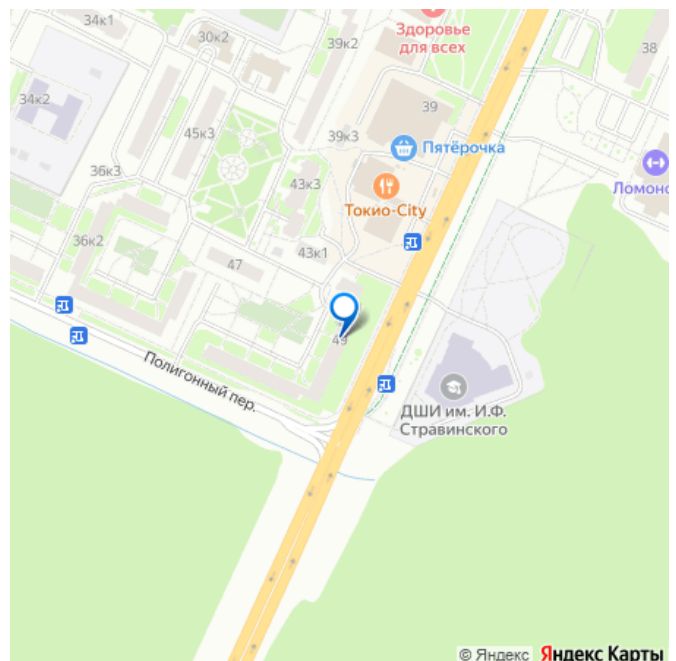 34к1
30к2
39к2
Здоровье
для всех
38
34к2
45к3
39
39к3
Пятёрочка
36к3
43к3
Токио-City
Ломоно
36к2
47
43к1
49
Полигонный пер.
ДШИ им. И.Ф.
Стравинского
© Яндекс Яндекс Карты